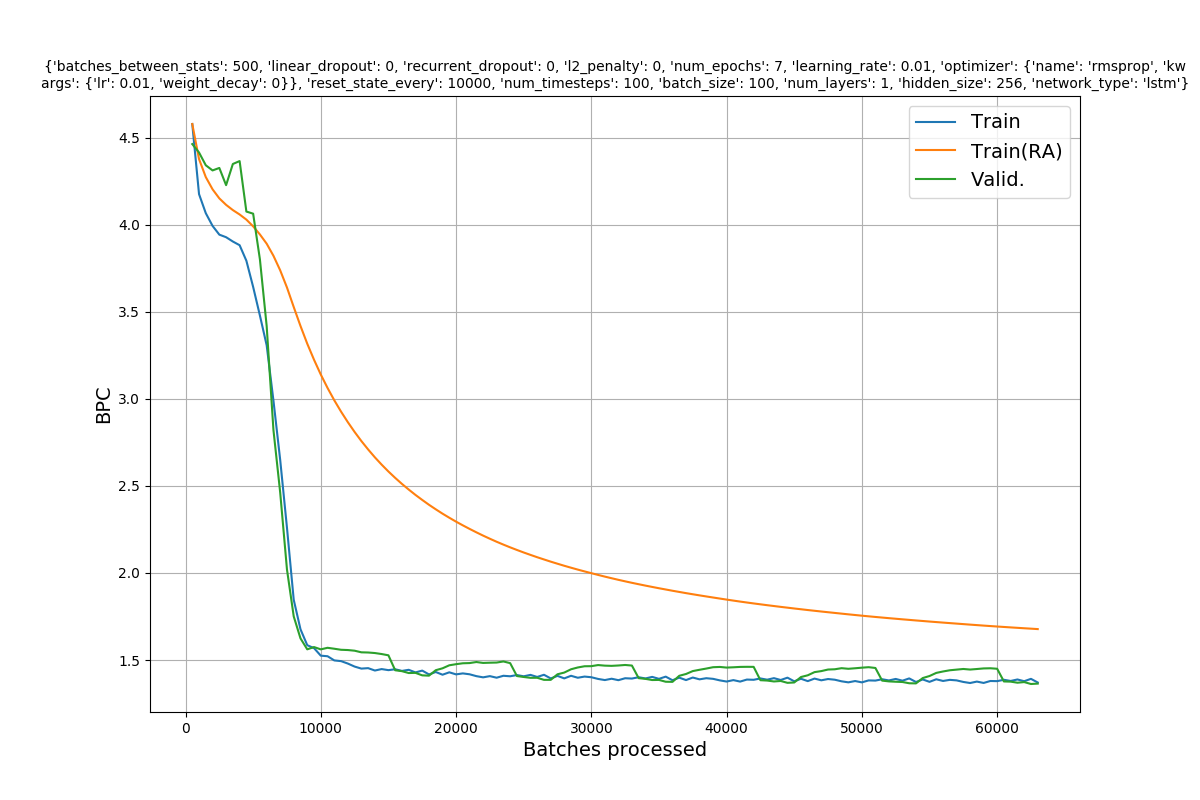 {'batches_between_stats': 500, 'linear_dropout': 0, 'recurrent_dropout': 0, 'l2_penalty': 0, 'num_epochs': 7, 'learning_rate': 0.01, 'optimizer': {'name': 'rmsprop', 'kw
args': {'lr': 0.01, 'weight_decay': 0}}, 'reset_state_every': 10000, 'num_timesteps': 100, 'batch_size': 100, 'num_layers': 1, 'hidden_size': 256, 'network_type': 'lstm'}
Train
Train(RA)
Valid.
4.5
4.0
3.5
3.0
2.5
2.0
1.5
BPC
0 10000 20000 30000 40000 50000 60000
Batches processed